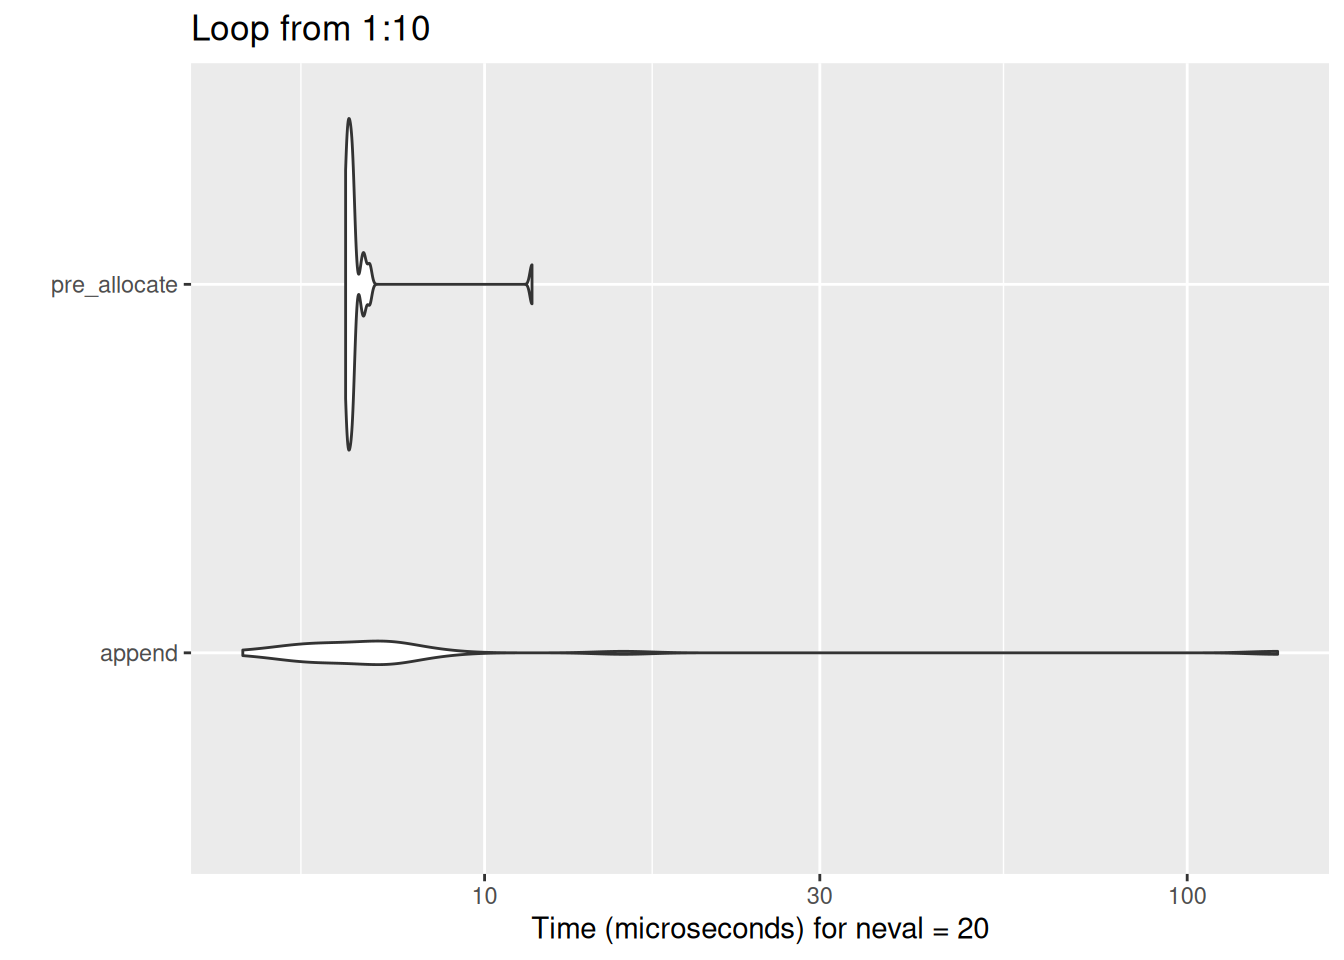 Loop from 1:10
pre_allocate
append
10
30
100
Time (microseconds) for neval = 20